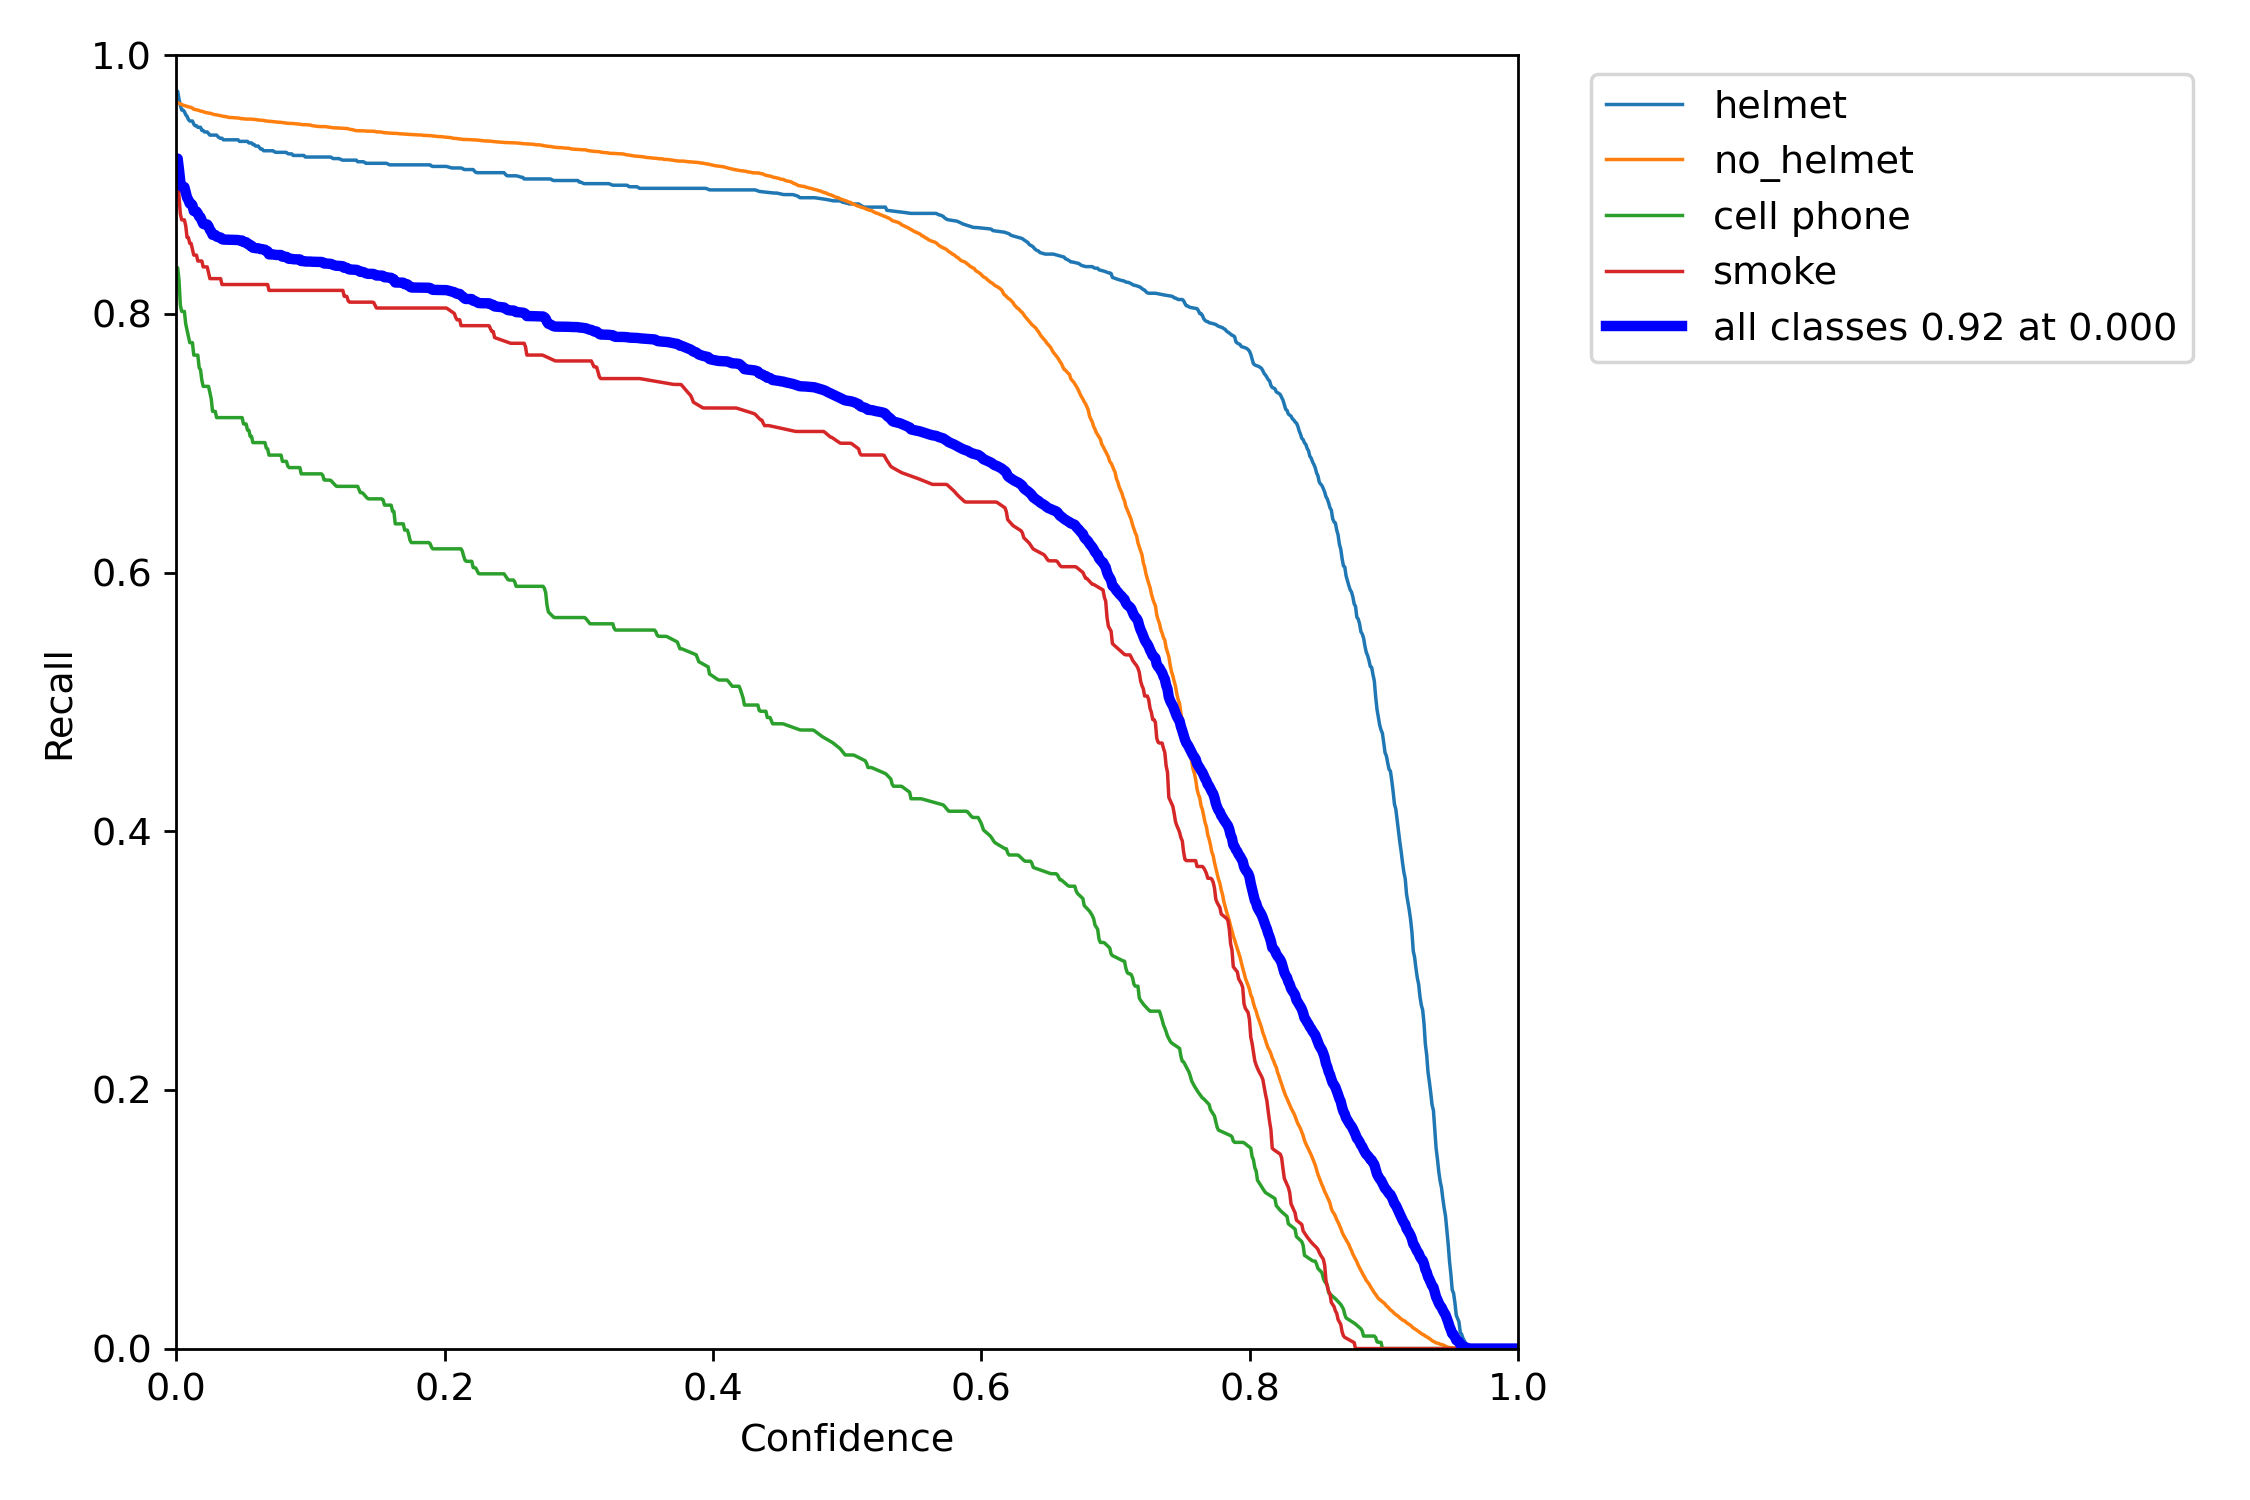 1.0
0.8
0.6
0.4
0.2
0.0
Recall
0.0 0.2 0.4 0.6 0.8 1.0
Confidence
helmet
no_helmet
cell phone
smoke
all classes 0.92 at 0.000